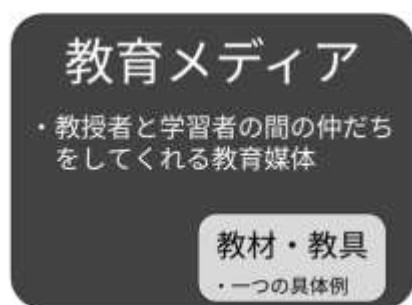 教育メディア
・教授者と学習者の間の仲だち
をしてくれる教育媒体
教材・教具
・一つの具体例